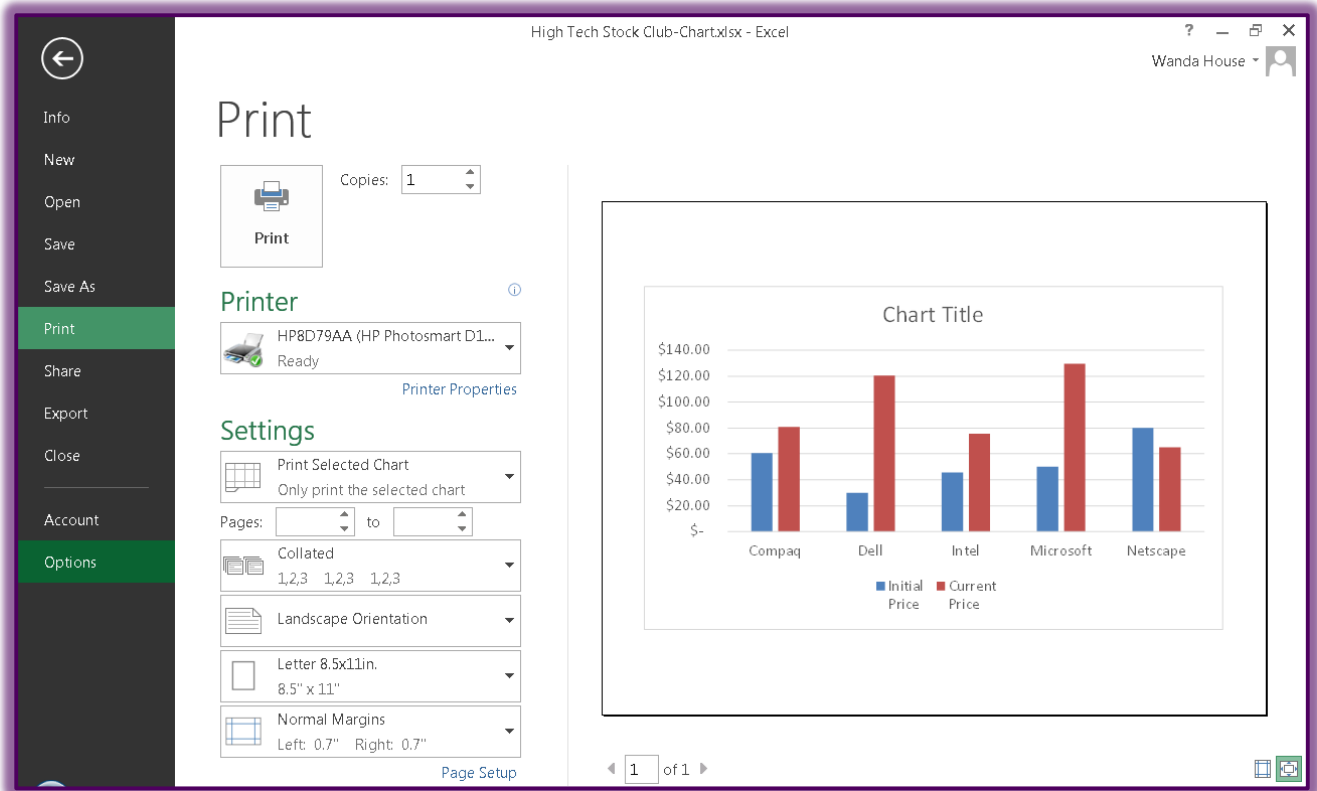 High Tech Stock Club-Chart.xlsx - Excel
?
Wanda House
Info
New
Open
Save
Save As
Print
Share
Export
Close
Account
Options
Print
Print
Copies: 1
Printer
HP8D79AA (HP Photosmart D1...
Ready
Printer Properties
Settings
Print Selected Chart
Only print the selected chart
Pages: to
Collated
1,2,3 1,2,3 1,2,3
Landscape Orientation
Letter 8.5x11in.
8.5" x 11"
Normal Margins
Left: 0.7" Right: 0.7"
Page Setup
Chart Title
$140.00
$120.00
$100.00
$80.00
$60.00
$40.00
$20.00
$-
Compaq Dell Intel Microsoft Netscape
Initial Price
Current Price
1 of 1